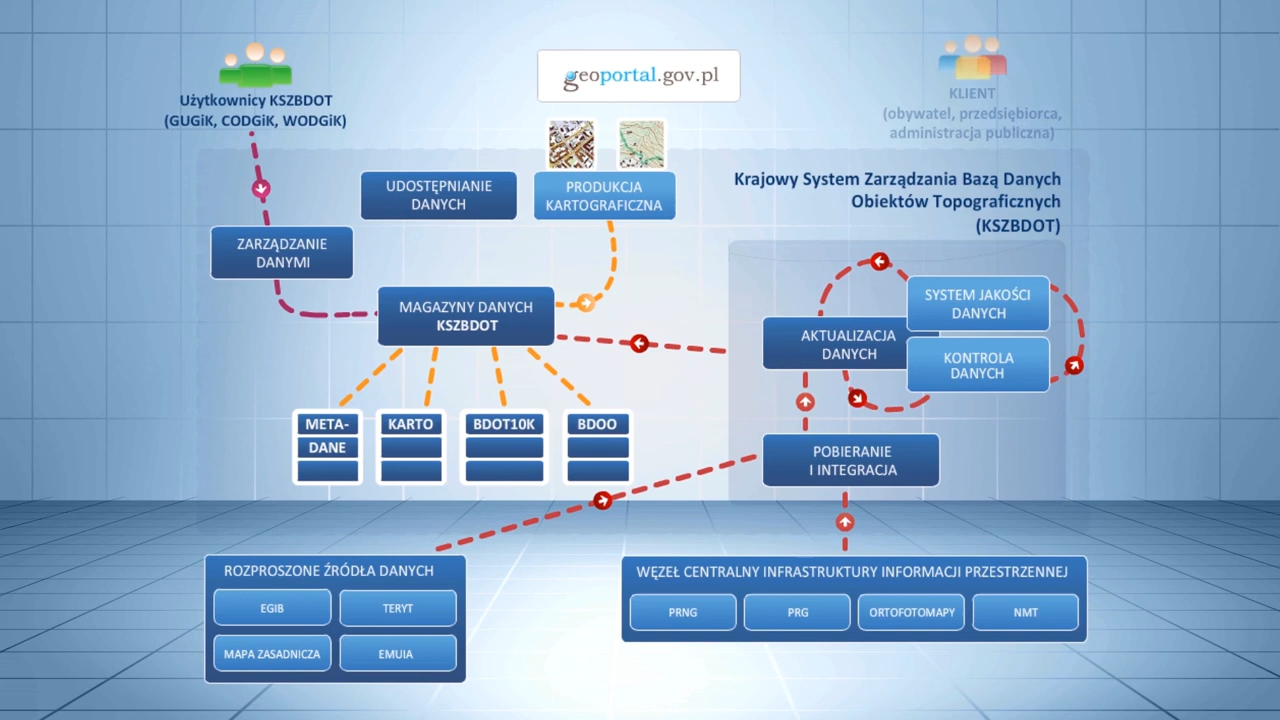 Użytkownicy KSZBDOT
(GUGiK, CODGiK, WODGiK)
geoportal.gov.pl
KLIENT
(obywatel, przedsiębiorca,
administracja publiczna)
UDOSTĘPNIANIE
DANYCH
PRODUKCJA
KARTOGRAFICZNA
Krajowy System Zarządzania Bazą Danych
Obiektów Topograficznych
(KSZBDOT)
ZARZĄDZANIE
DANYMI
MAGAZYNY DANYCH
KSZBDOT
AKTUALIZACJA
DANYCH
SYSTEM JAKOŚCI
DANYCH
KONTROLA
DANYCH
META-
DANE
KARTO
BDOT10K
BDOO
POBIERANIE
I INTEGRACJA
ROZPROSZONE ŹRÓDŁA DANYCH
EGIB
TERYT
MAPA ZASADNICZA
EMUIA
WĘZEŁ CENTRALNY INFRASTRUKTURY INFORMACJI PRZESTRZENNEJ
PRNG
PRG
ORTOFOTOMAPY
NMT